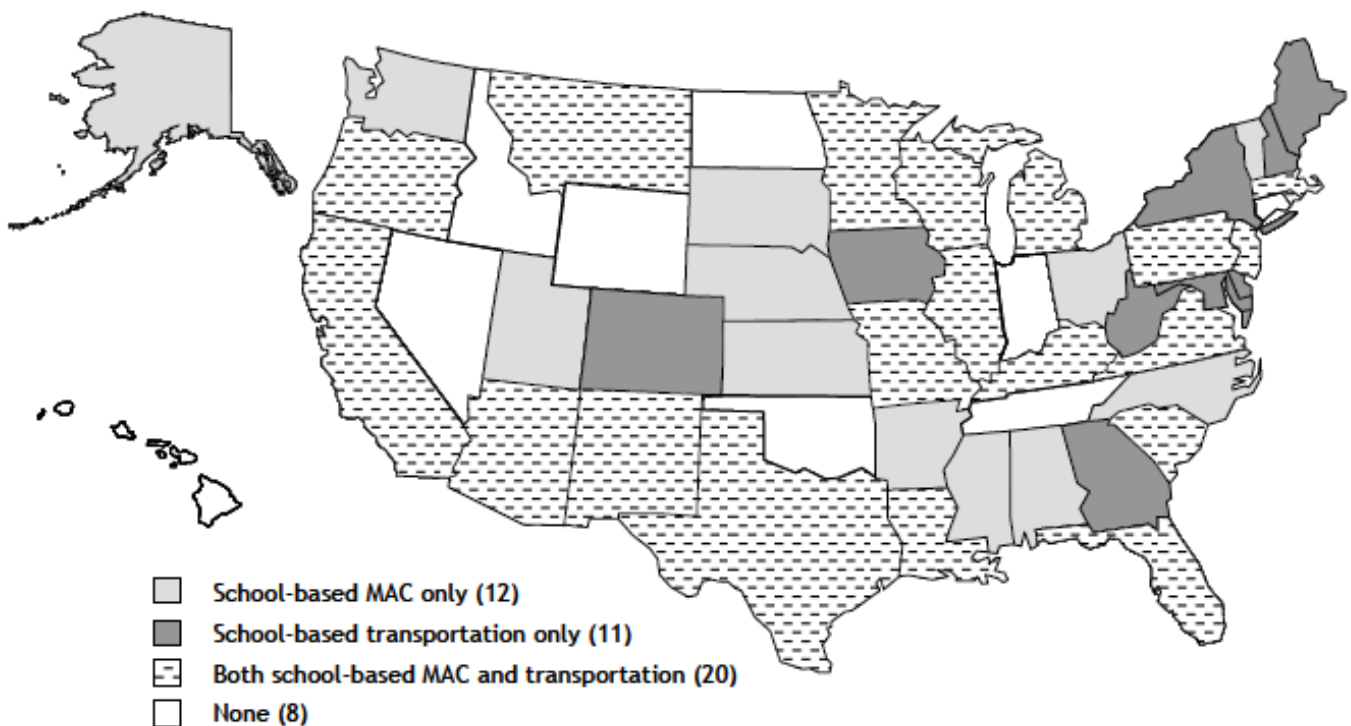 School-based MAC only (12)
School-based transportation only (11)
Both school-based MAC and transportation (20)
None (8)